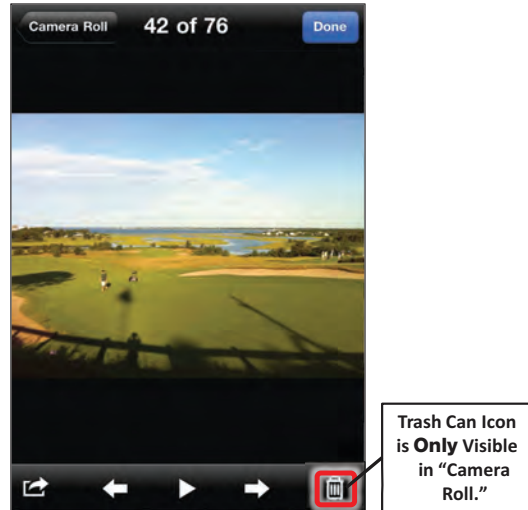 Camera Roll 42 of 76 Done
Trash Can Icon
is Only Visible
in “Camera
Roll.”